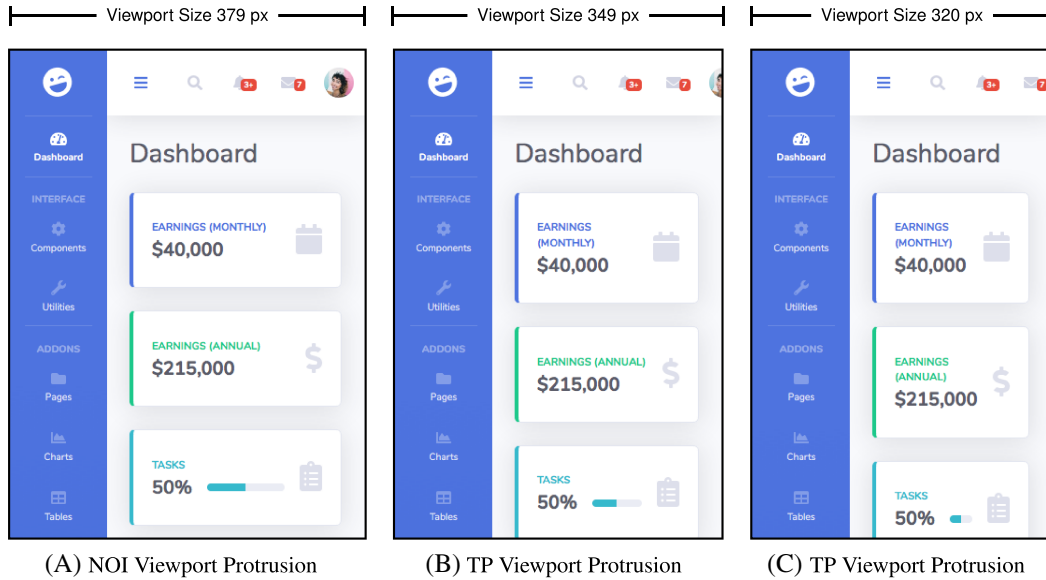 Viewport Size 379 px
Viewport Size 349 px
Viewport Size 320 px
3+
7
Dashboard
Dashboard
INTERFACE
Components
Utilities
ADDONS
Pages
Charts
Tables
EARNINGS (MONTHLY)
$40,000
EARNINGS (ANNUAL)
$215,000
TASKS
50%
3+
7
Dashboard
Dashboard
INTERFACE
Components
Utilities
ADDONS
Pages
Charts
Tables
EARNINGS
(MONTHLY)
$40,000
EARNINGS (ANNUAL)
$215,000
TASKS
50%
3+
7
Dashboard
Dashboard
INTERFACE
Components
Utilities
ADDONS
Pages
Charts
Tables
EARNINGS
(MONTHLY)
$40,000
EARNINGS
(ANNUAL)
$215,000
TASKS
50%
(A) NOI Viewport Protrusion
(B) TP Viewport Protrusion
(C) TP Viewport Protrusion